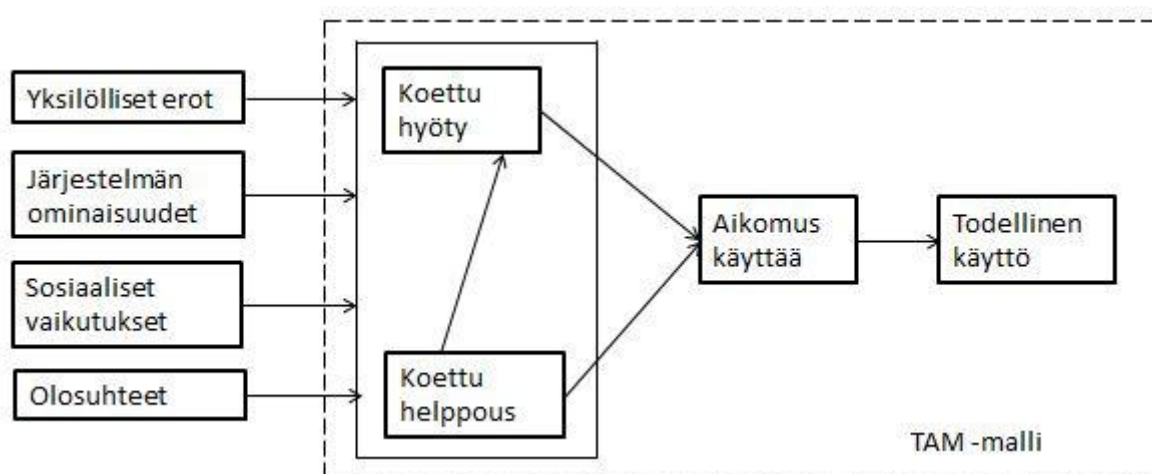 Yksilölliset erot
Järjestelmän
ominaisuudet
Sosiaaliset
vaikutukset
Olosuhteet
Koettu
hyöty
Koettu
helppous
Aikomus
käyttää
Todellinen
käyttö
TAM -malli